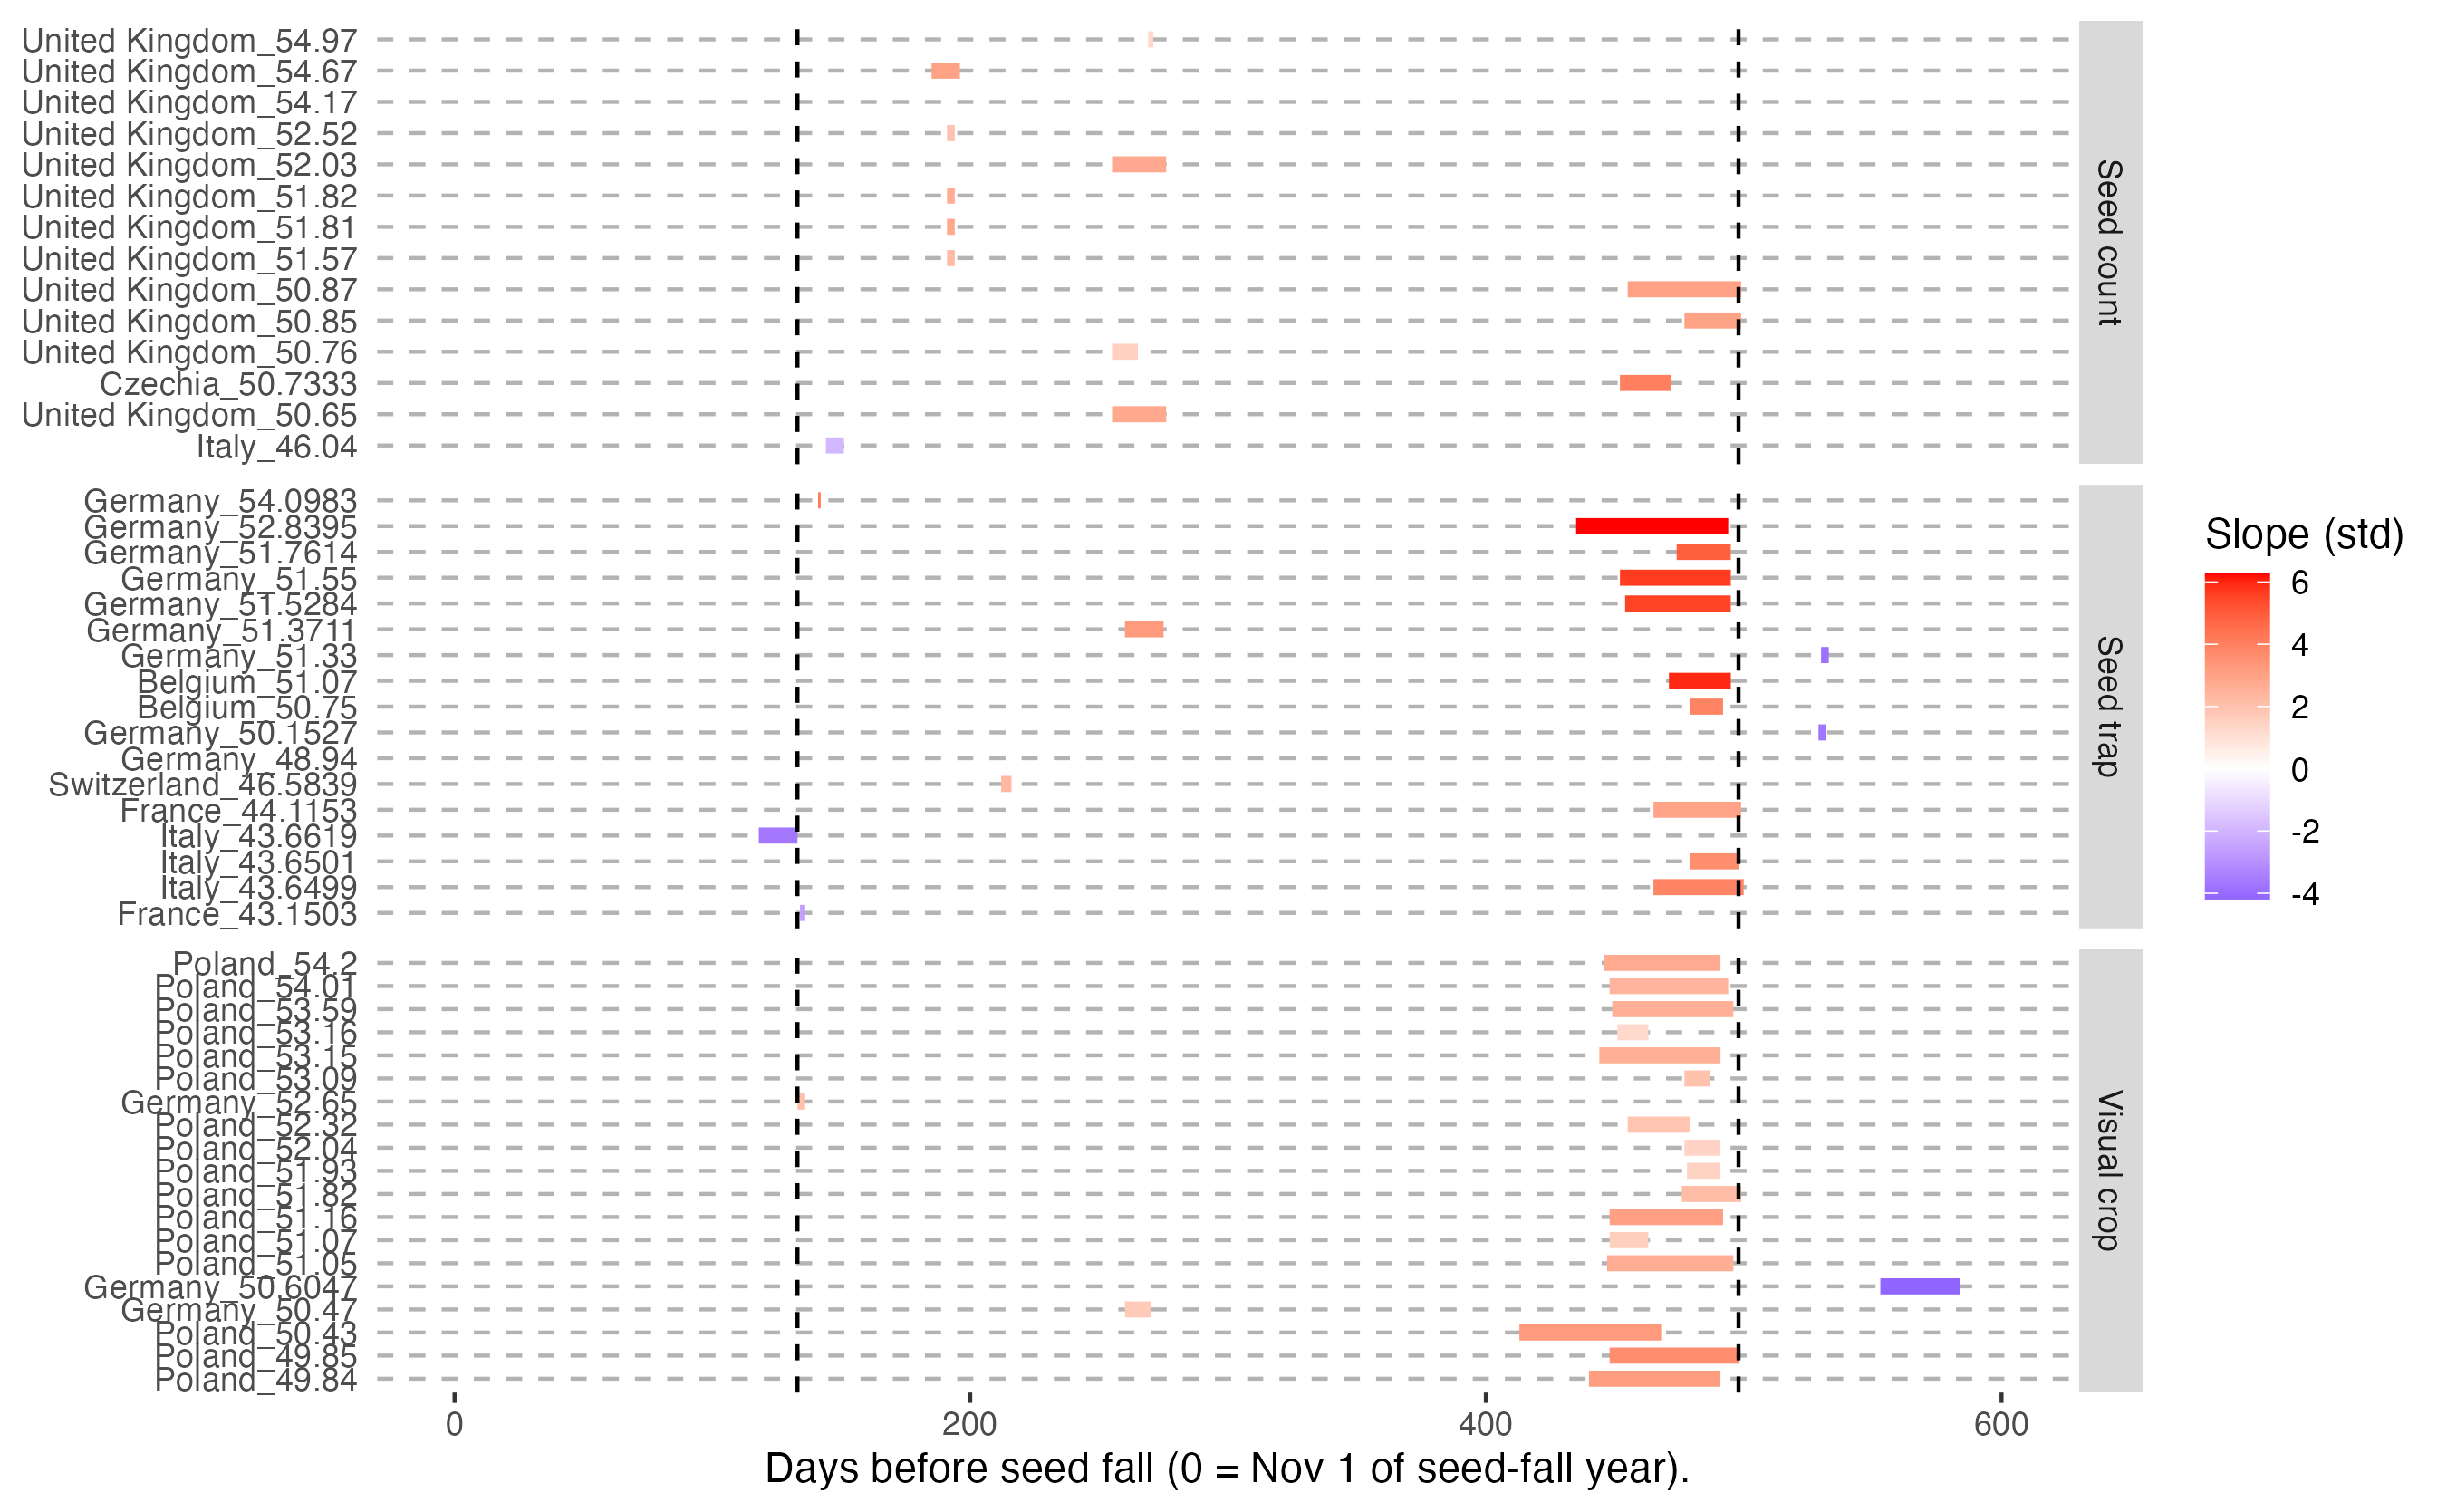 United Kingdom_54.97
United Kingdom_54.67
United Kingdom_54.17
United Kingdom_52.52
United Kingdom_52.03
United Kingdom_51.82
United Kingdom_51.81
United Kingdom_51.57
United Kingdom_50.87
United Kingdom_50.85
United Kingdom_50.76
Czechia_50.7333
United Kingdom_50.65
Italy_46.04
Seed count
Germany_54.0983
Germany_52.8395
Germany_51.7614
Germany_51.55
Germany_51.5284
Germany_51.3711
Germany_51.33
Belgium_51.07
Belgium_50.75
Germany_50.1527
Germany_48.94
Switzerland_46.5839
France_44.1153
Italy_43.6619
Italy_43.6501
Italy_43.6499
France_43.1503
Seed trap
Poland_54.2
Poland_54.01
Poland_53.59
Poland_53.16
Poland_53.15
Poland_53.09
Germany_52.65
Poland_52.32
Poland_52.04
Poland_51.93
Poland_51.82
Poland_51.16
Poland_51.07
Poland_51.05
Germany_50.6047
Germany_50.47
Poland_50.43
Poland_49.85
Poland_49.84
Visual crop
0
200
400
600
Days before seed fall (0 = Nov 1 of seed-fall year).
Slope (std)
6
4
2
0
-2
-4